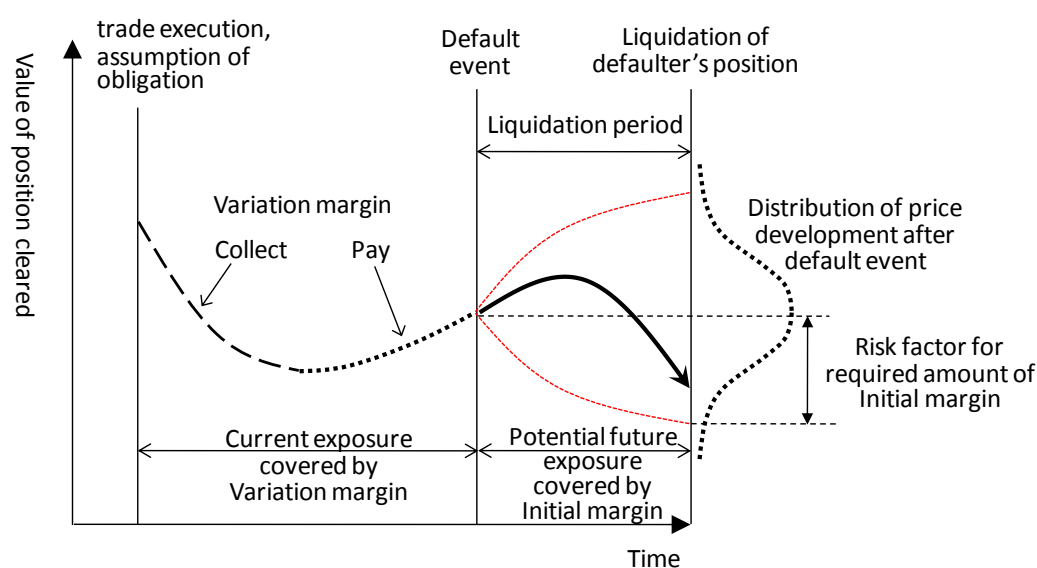 trade execution,
assumption of
obligation
Default
event
Liquidation of
defaulter's position
Value of position cleared
Liquidation period
Variation margin
Collect
Pay
Distribution of price
development after
default event
Risk factor for
required amount of
Initial margin
Current exposure
covered by
Variation margin
Potential future
exposure
covered by
Initial margin
Time